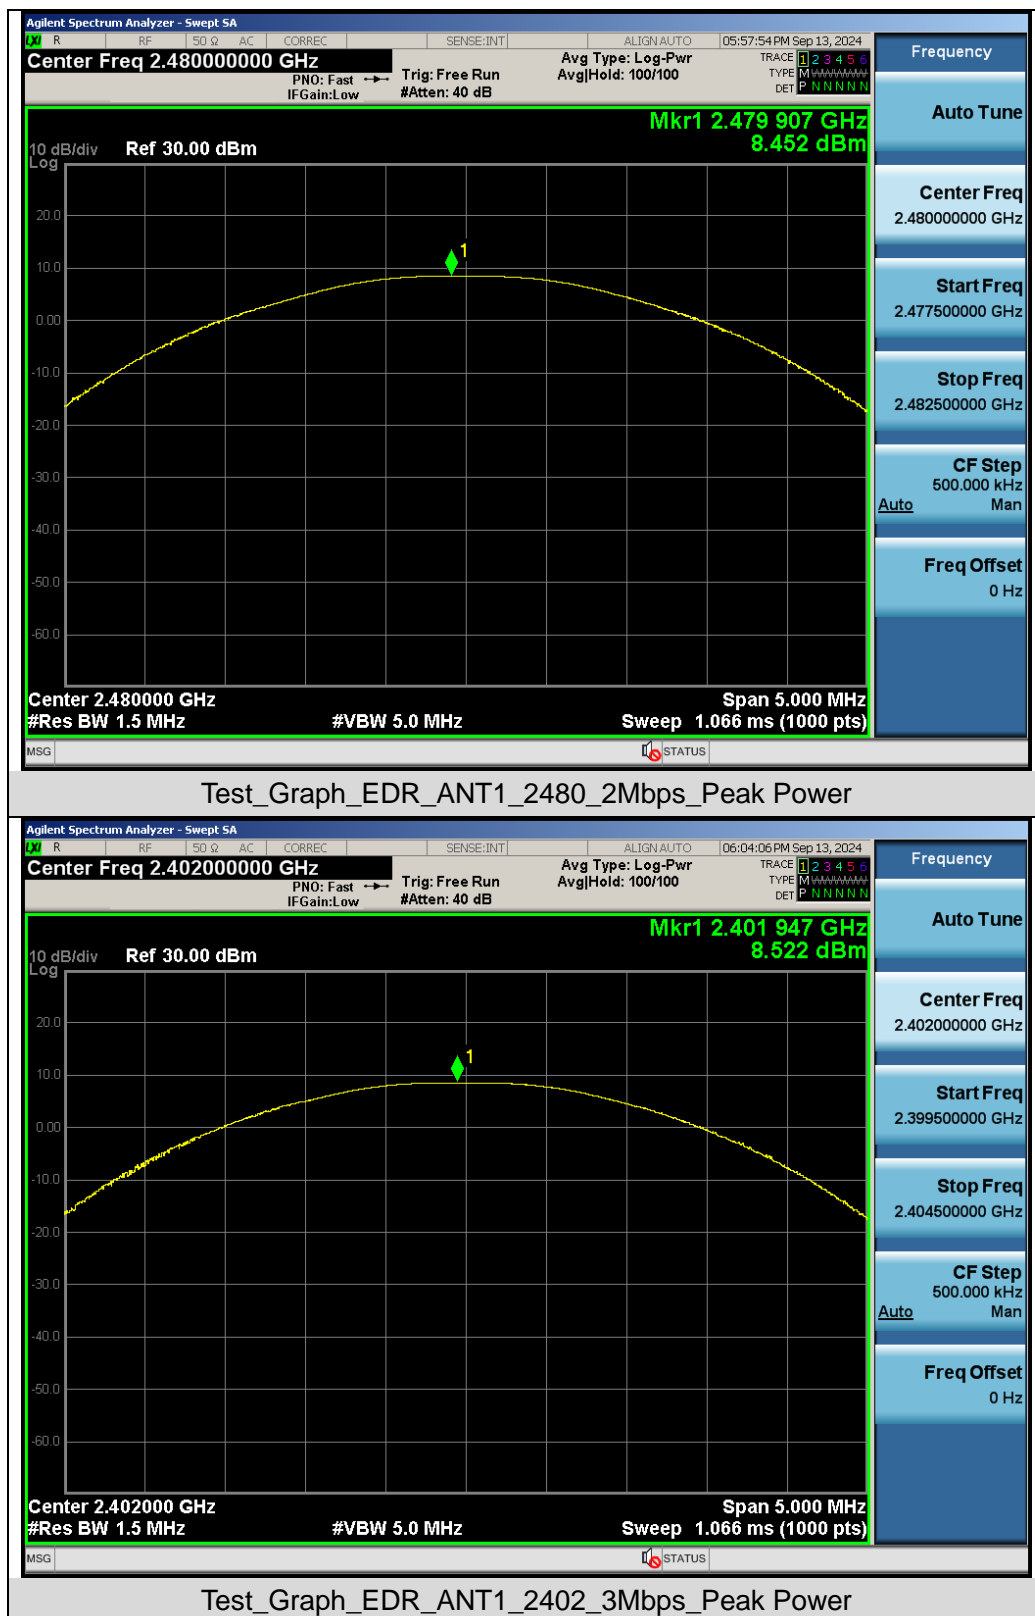 Agilent Spectrum Analyzer - Swept SA
LXI R RF 50 Ω AC CORREC SENSE:INT ALIGN AUTO 05:57:54 PM Sep 13, 2024
Center Freq 2.480000000 GHz
PNO: Fast
IFGain:Low
Trig: Free Run
#Atten: 40 dB
Avg Type: Log-Pwr
Avg|Hold: 100/100
TRACE 1 2 3 4 5 6
TYPE M
DET P N N N N N
Mkr1 2.479 907 GHz
8.452 dBm
10 dB/div Ref 30.00 dBm
Log
20.0
1
10.0
0.00
-10.0
-20.0
-30.0
-40.0
-50.0
-60.0
Center 2.480000 GHz Span 5.000 MHz
#Res BW 1.5 MHz #VBW 5.0 MHz Sweep 1.066 ms (1000 pts)
MSG STATUS
Frequency
Auto Tune
Center Freq
2.480000000 GHz
Start Freq
2.477500000 GHz
Stop Freq
2.482500000 GHz
CF Step
500.000 kHz
Auto Man
Freq Offset
0 Hz
Test_Graph_EDR_ANT1_2480_2Mbps_Peak Power
Agilent Spectrum Analyzer - Swept SA
LXI R RF 50 Ω AC CORREC SENSE:INT ALIGN AUTO 06:04:06 PM Sep 13, 2024
Center Freq 2.402000000 GHz
PNO: Fast
IFGain:Low
Trig: Free Run
#Atten: 40 dB
Avg Type: Log-Pwr
Avg|Hold: 100/100
TRACE 1 2 3 4 5 6
TYPE M
DET P N N N N N
Mkr1 2.401 947 GHz
8.522 dBm
10 dB/div Ref 30.00 dBm
Log
20.0
1
10.0
0.00
-10.0
-20.0
-30.0
-40.0
-50.0
-60.0
Center 2.402000 GHz Span 5.000 MHz
#Res BW 1.5 MHz #VBW 5.0 MHz Sweep 1.066 ms (1000 pts)
MSG STATUS
Frequency
Auto Tune
Center Freq
2.402000000 GHz
Start Freq
2.399500000 GHz
Stop Freq
2.404500000 GHz
CF Step
500.000 kHz
Auto Man
Freq Offset
0 Hz
Test_Graph_EDR_ANT1_2402_3Mbps_Peak Power